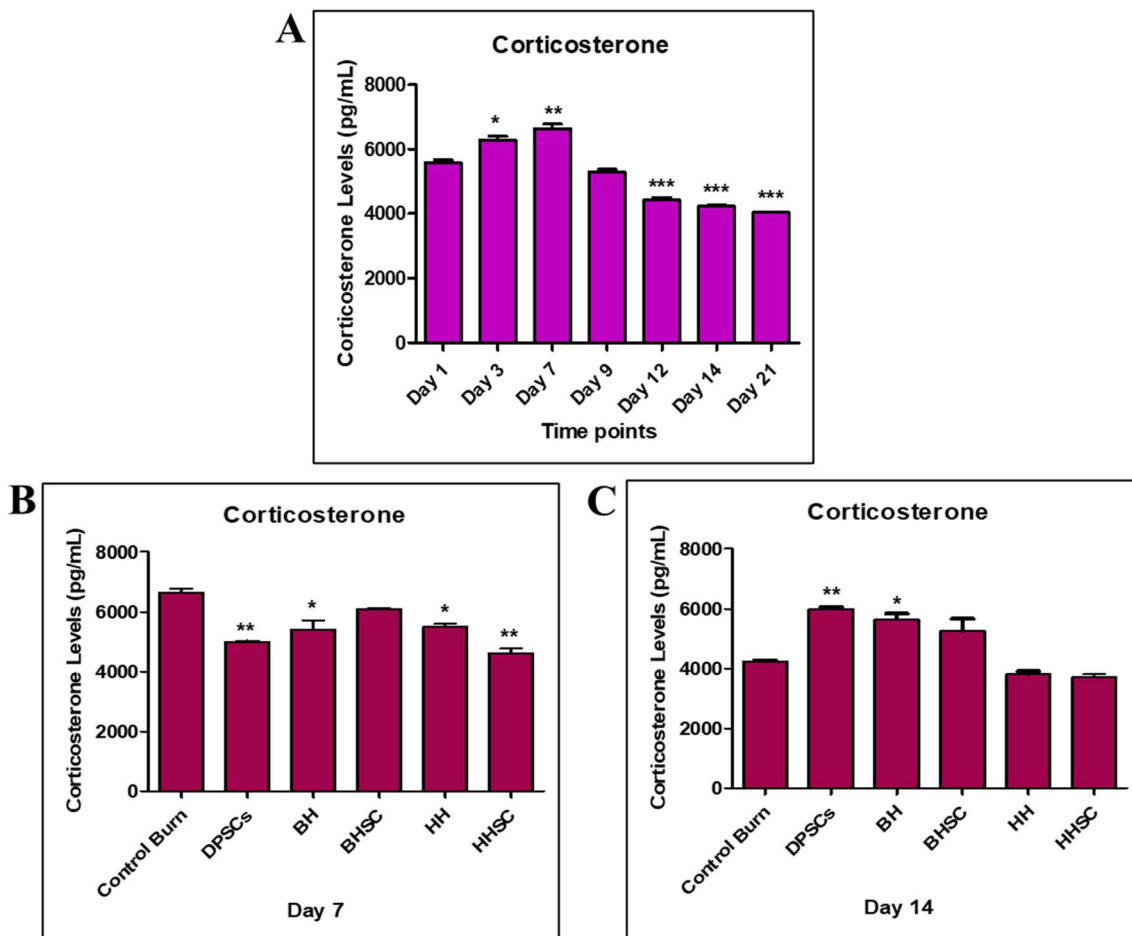 A
Corticosterone
Corticosterone Levels (pg/mL)
8000
6000
4000
2000
0
*
**
***
***
***
Day 1
Day 3
Day 7
Day 9
Day 12
Day 14
Day 21
Time points
B
Corticosterone
Corticosterone Levels (pg/mL)
8000
6000
4000
2000
0
**
*
*
**
Control Burn
DPSCs
BH
BHSC
HH
HHSC
Day 7
C
Corticosterone
Corticosterone Levels (pg/mL)
8000
6000
4000
2000
0
**
*
Control Burn
DPSCs
BH
BHSC
HH
HHSC
Day 14